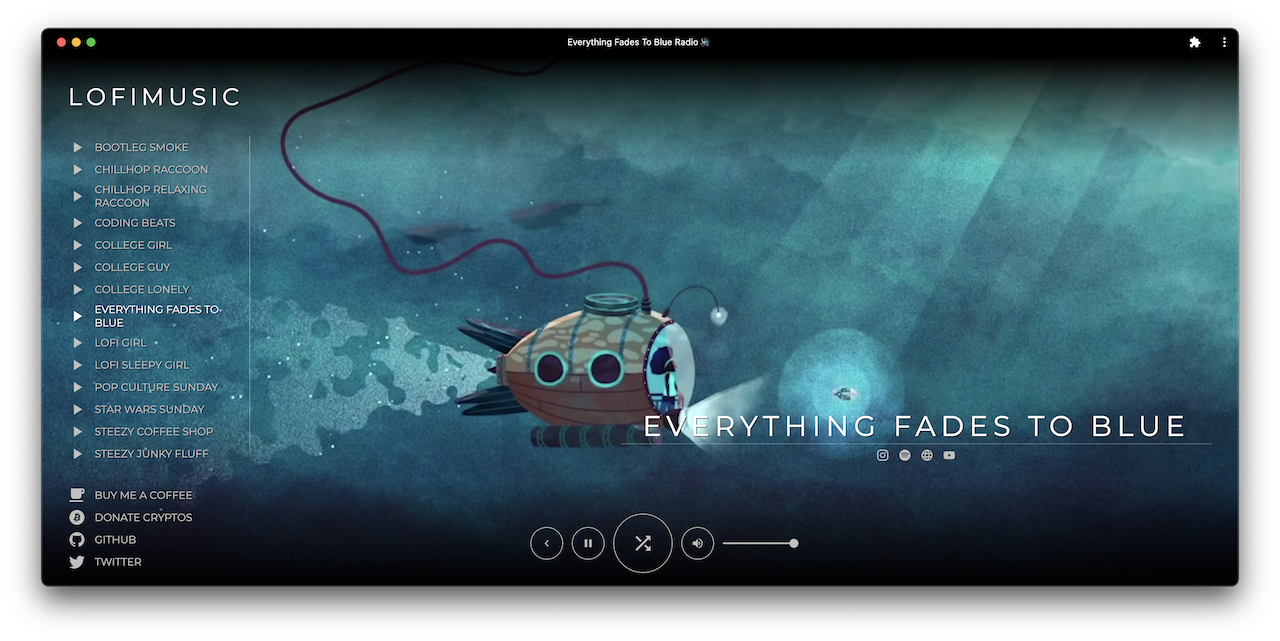 Everything Fades To Blue Radio
LOFIMUSIC
BOOTLEG SMOKE
CHILLHOP RACCOON
CHILLHOP RELAXING
RACCOON
CODING BEATS
COLLEGE GIRL
COLLEGE GUY
COLLEGE LONELY
EVERYTHING FADES TO
BLUE
LOFI GIRL
LOFI SLEEPY GIRL
POP CULTURE SUNDAY
STAR WARS SUNDAY
STEEZY COFFEE SHOP
STEEZY JUNKY FLUFF
BUY ME A COFFEE
DONATE CRYPTOS
GITHUB
TWITTER
EVERYTHING FADES TO BLUE